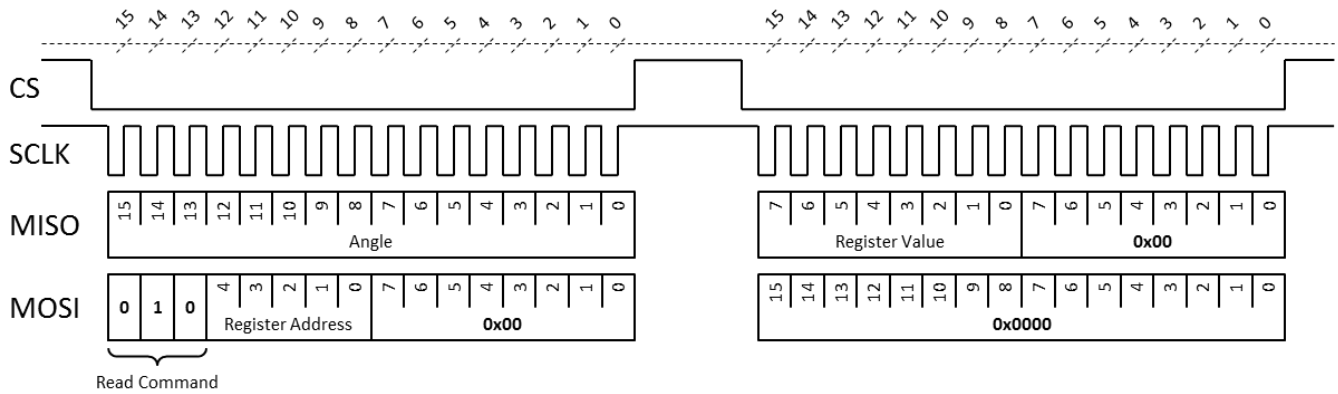 15 14 13 12 11 10 9 8 7 6 5 4 3 2 1 0 15 14 13 12 11 10 9 8 7 6 5 4 3 2 1 0
CS
SCLK
MISO 15 14 13 12 11 10 9 8 7 6 5 4 3 2 1 0 7 6 5 4 3 2 1 0 7 6 5 4 3 2 1 0
Angle Register Value 0x00
MOSI 0 1 0 4 3 2 1 0 7 6 5 4 3 2 1 0 15 14 13 12 11 10 9 8 7 6 5 4 3 2 1 0
Register Address 0x00 0x0000
Read Command